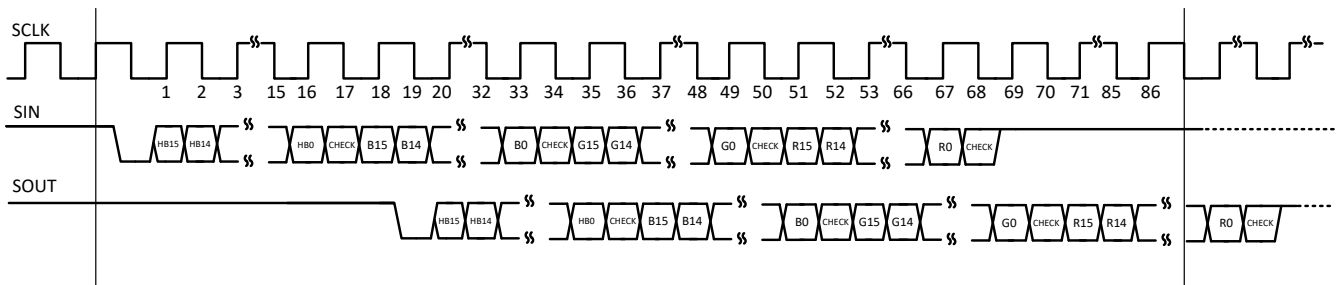 SCLK
1 2 3 15 16 17 18 19 20 32 33 34 35 36 37 48 49 50 51 52 53 66 67 68 69 70 71 85 86
SIN
HB15 HB14 HB0 CHECK B15 B14 B0 CHECK G15 G14 G0 CHECK R15 R14 R0 CHECK
SOUT
HB15 HB14 HB0 CHECK B15 B14 B0 CHECK G15 G14 G0 CHECK R15 R14 R0 CHECK